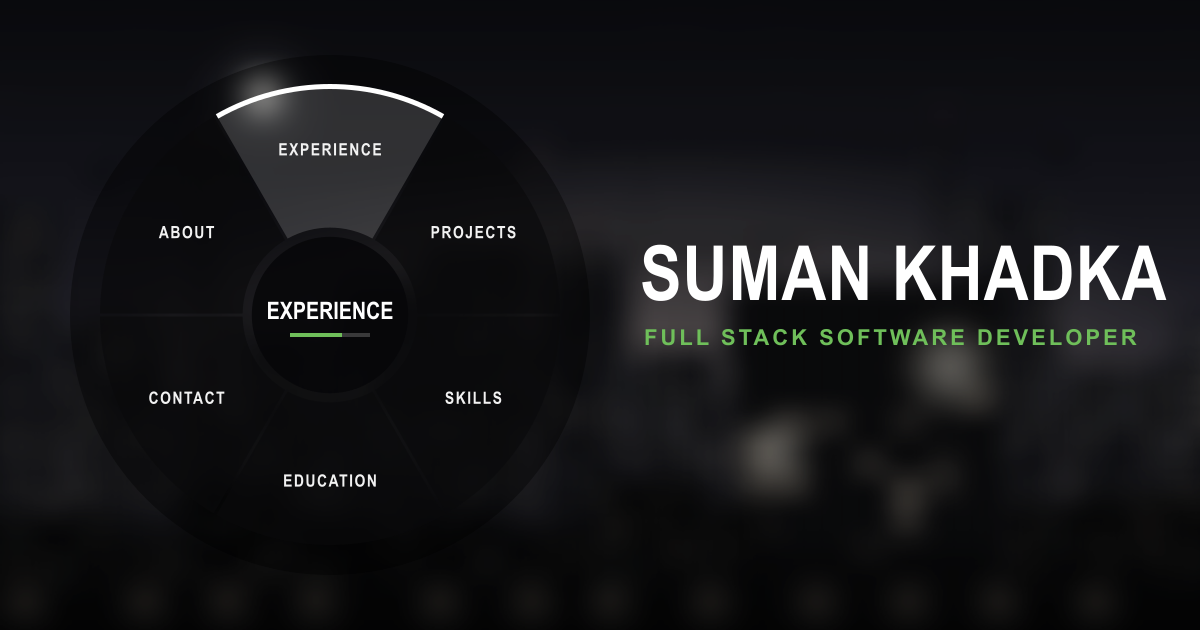 EXPERIENCE
ABOUT
PROJECTS
EXPERIENCE
CONTACT
SKILLS
EDUCATION
SUMAN KHADKA
FULL STACK SOFTWARE DEVELOPER